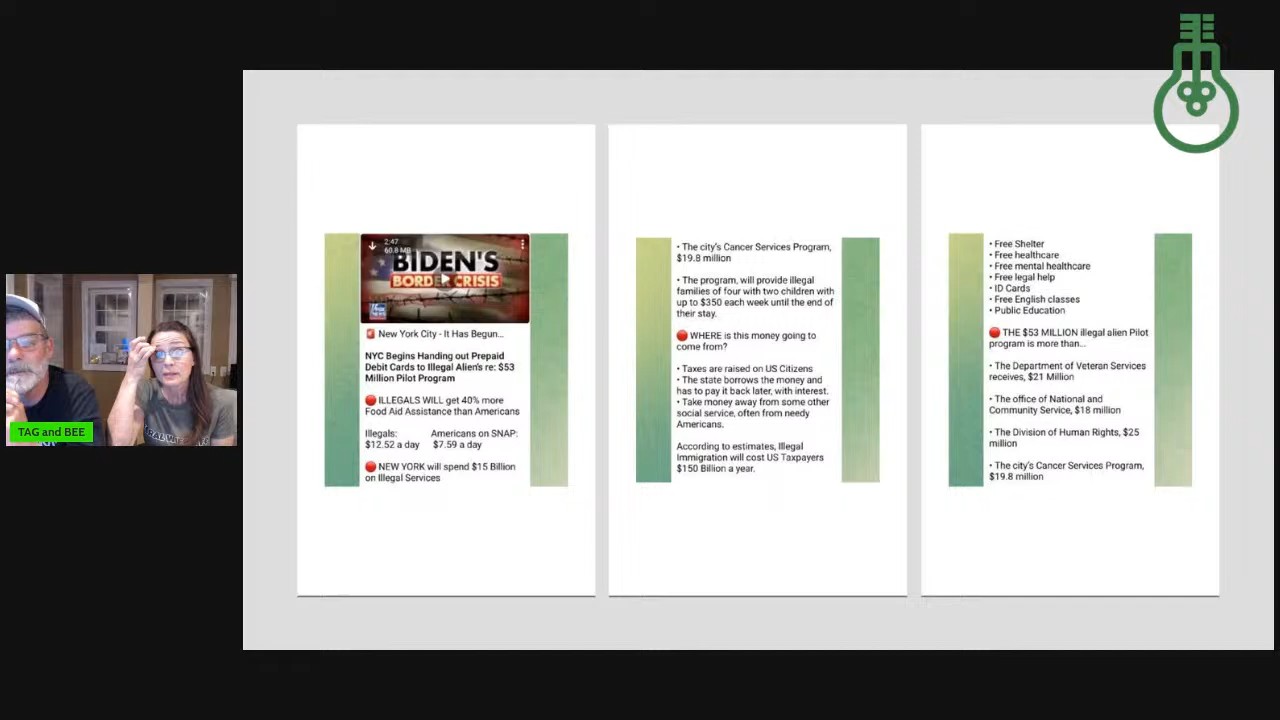 2:47
60.8 MB
BIDEN'S
BORDER CRISIS
NEWS
🚨 New York City - It Has Begun...
NYC Begins Handing out Prepaid
Debit Cards to Illegal Alien's re: $53
Million Pilot Program
🔴 ILLEGALS WILL get 40% more
Food Aid Assistance than Americans
Illegals: Americans on SNAP:
$12.52 a day $7.59 a day
🔴 NEW YORK will spend $15 Billion
on Illegal Services
• The city's Cancer Services Program,
$19.8 million
• The program, will provide illegal
families of four with two children with
up to $350 each week until the end of
their stay.
🔴 WHERE is this money going to
come from?
• Taxes are raised on US Citizens
• The state borrows the money and
has to pay it back later, with interest.
• Take money away from some other
social service, often from needy
Americans.
According to estimates, Illegal
Immigration will cost US Taxpayers
$150 Billion a year.
• Free Shelter
• Free healthcare
• Free mental healthcare
• Free legal help
• ID Cards
• Free English classes
• Public Education
🔴 THE $53 MILLION illegal alien Pilot
program is more than...
• The Department of Veteran Services
receives, $21 Million
• The office of National and
Community Service, $18 million
• The Division of Human Rights, $25
million
• The city's Cancer Services Program,
$19.8 million
TAG and BEE